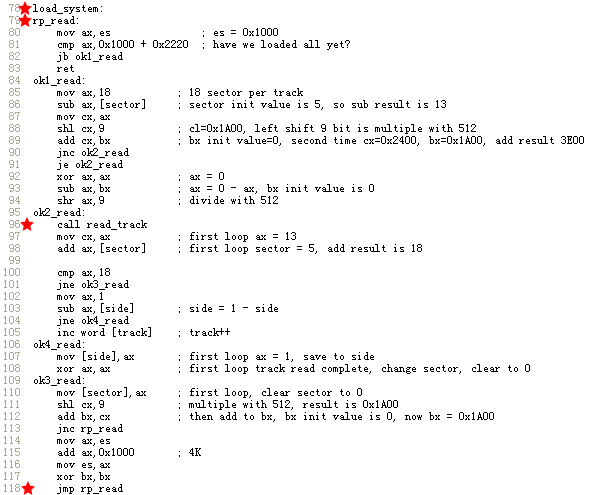 78 load_system:
79 rp_read:
80 mov ax,es ; es = 0x1000
81 cmp ax,0x1000 + 0x2220 ; have we loaded all yet?
82 jb ok1_read
83 ret
84 ok1_read:
85 mov ax,18 ; 18 sector per track
86 sub ax,[sector] ; sector init value is 5, so sub result is 13
87 mov cx,ax
88 shl cx,9 ; cl=0x1A00, left shift 9 bit is multiple with 512
89 add cx,bx ; bx init value=0, second time cx=0x2400, bx=0x1A00, add result 3E00
90 jnc ok2_read
91 je ok2_read
92 xor ax,ax ; ax = 0
93 sub ax,bx ; ax = 0 - ax, bx init value is 0
94 shr ax,9 ; divide with 512
95 ok2_read:
96 call read_track
97 mov cx,ax ; first loop ax = 13
98 add ax,[sector] ; first loop sector = 5, add result is 18
99
100 cmp ax,18
101 jne ok3_read
102 mov ax,1
103 sub ax,[side] ; side = 1 - side
104 jne ok4_read
105 inc word [track] ; track++
106 ok4_read:
107 mov [side],ax ; first loop ax = 1, save to side
108 xor ax,ax ; first loop track read complete, change sector, clear to 0
109 ok3_read:
110 mov [sector],ax ; first loop, clear sector to 0
111 shl cx,9 ; multiple with 512, result is 0x1A00
112 add bx,cx ; then add to bx, bx init value is 0, now bx = 0x1A00
113 jnc rp_read
114 mov ax,es
115 add ax,0x1000 ; 4K
116 mov es,ax
117 xor bx,bx
118 jmp rp_read